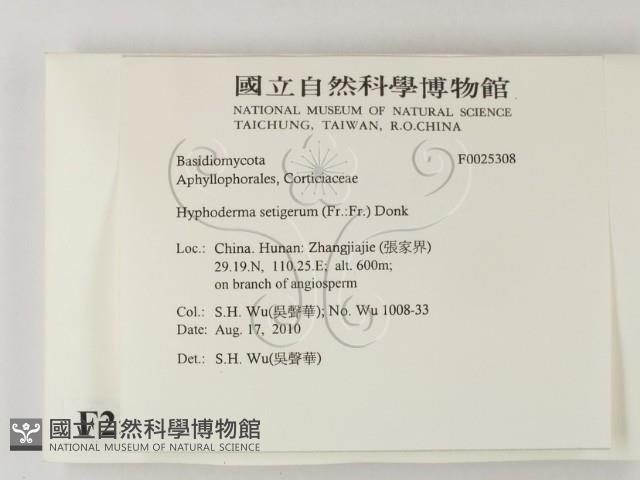 國立自然科學博物館
NATIONAL MUSEUM OF NATURAL SCIENCE
TAICHUNG, TAIWAN, R.O.CHINA
Basidiomycota F0025308
Aphyllophorales, Corticiaceae
Hyphoderma setigerum (Fr.:Fr.) Donk
Loc.: China. Hunan: Zhangjiajie (張家界)
29.19.N, 110.25.E; alt. 600m;
on branch of angiosperm
Col.: S.H. Wu(吳聲華); No. Wu 1008-33
Date: Aug. 17, 2010
Det.: S.H. Wu(吳聲華)
F2
國立自然科學博物館
NATIONAL MUSEUM OF NATURAL SCIENCE